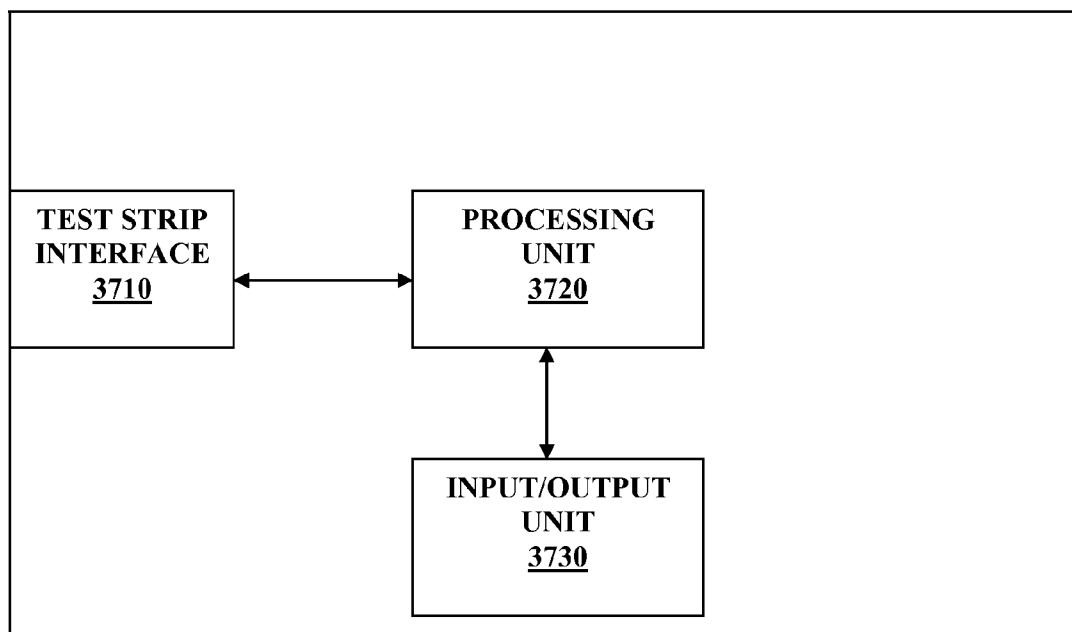 TEST STRIP
INTERFACE
3710
PROCESSING
UNIT
3720
INPUT/OUTPUT
UNIT
3730